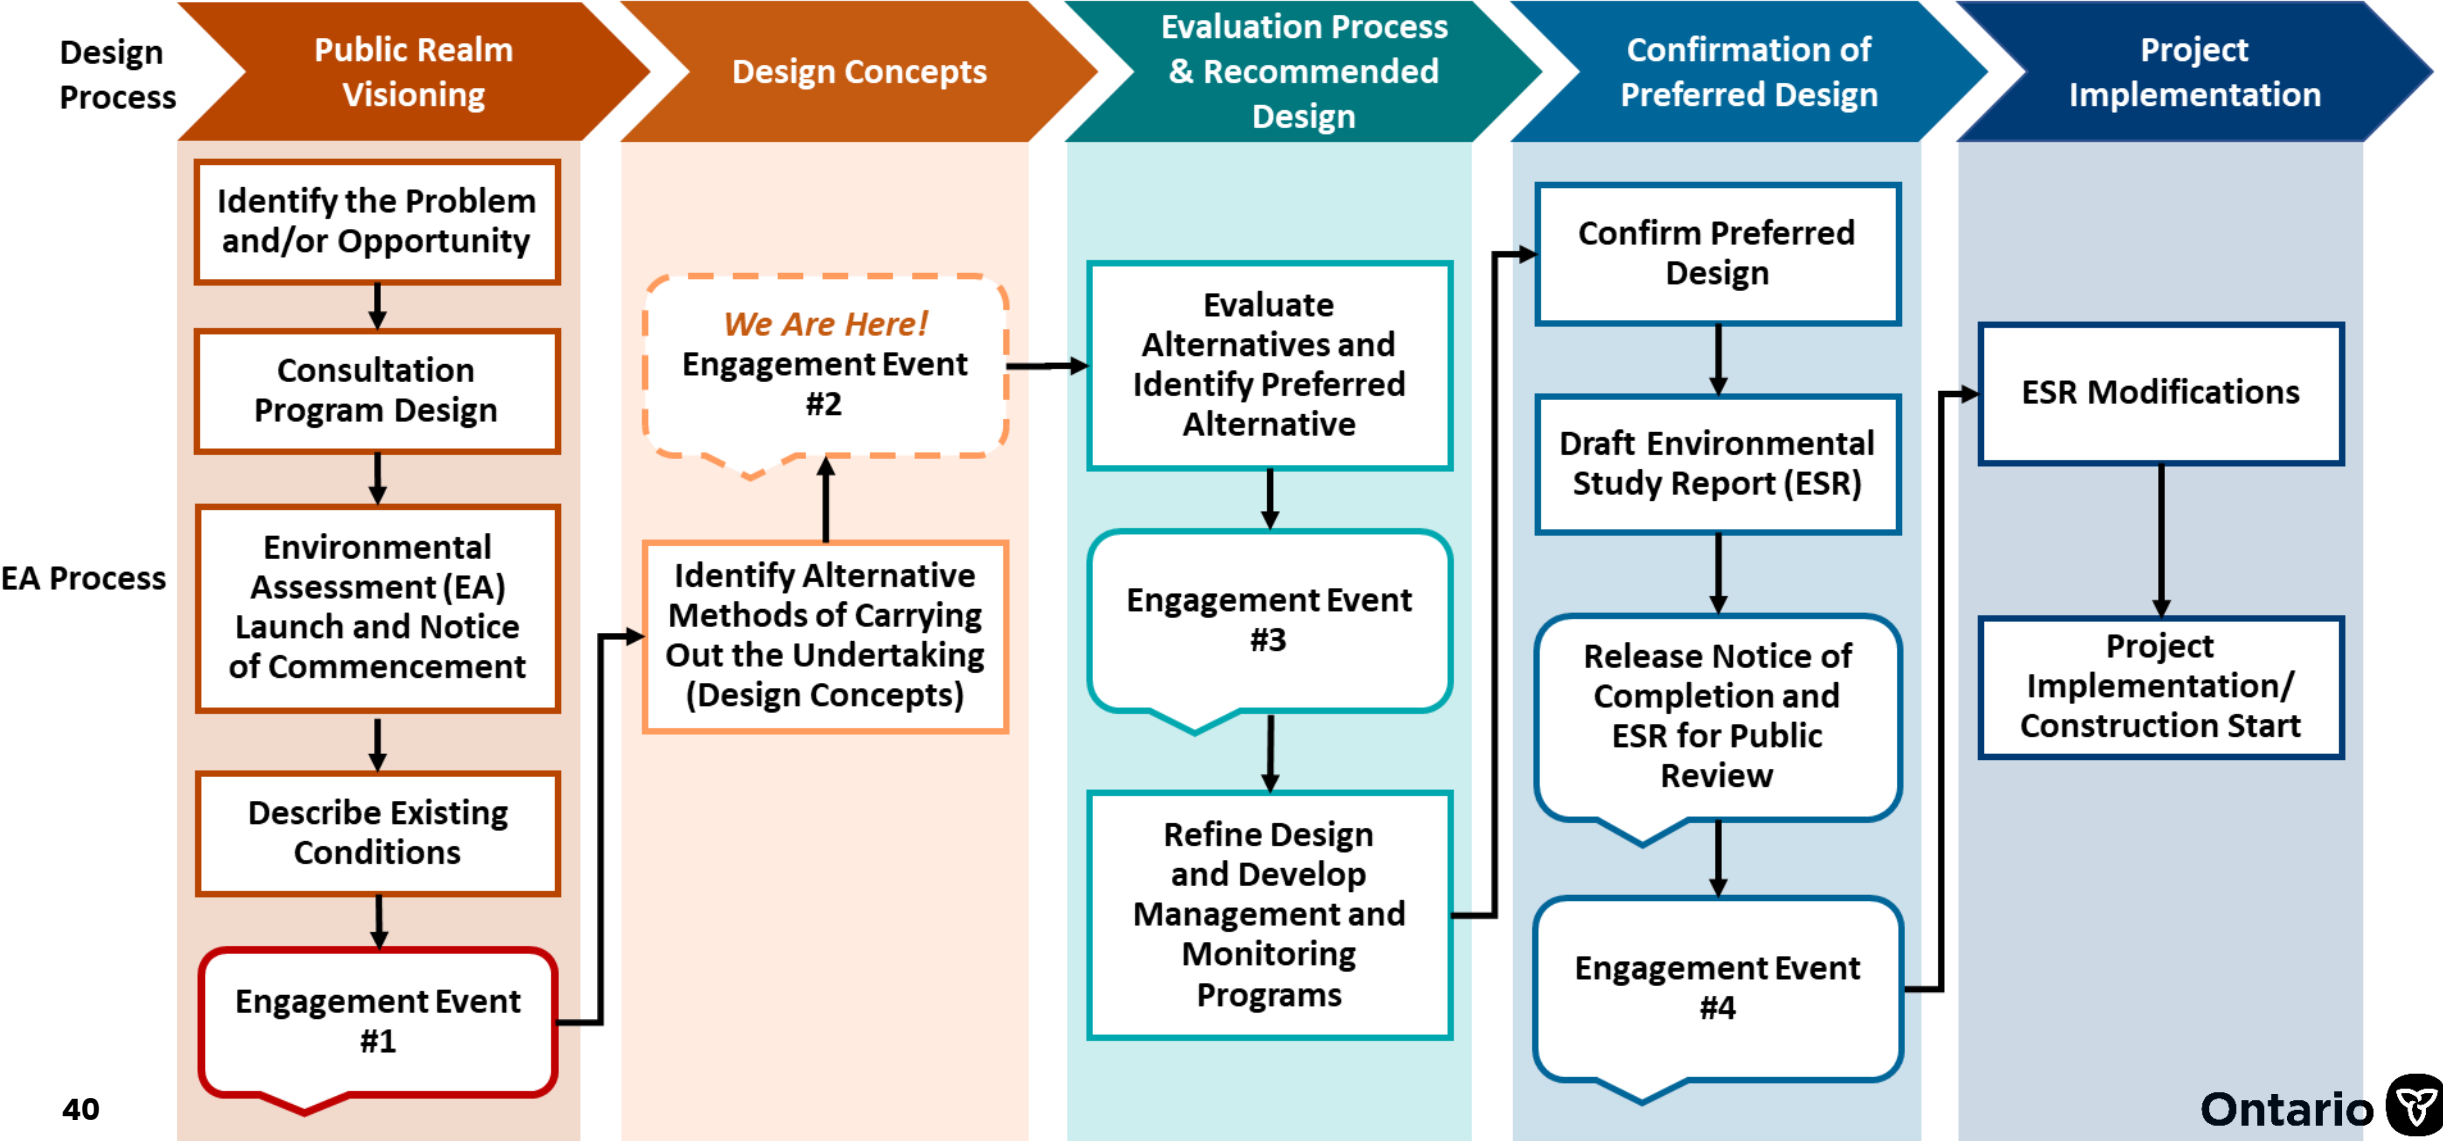 Design
Process
Public Realm
Visioning
Design Concepts
Evaluation Process
& Recommended
Design
Confirmation of
Preferred Design
Project
Implementation
EA Process
Identify the Problem
and/or Opportunity
Consultation
Program Design
Environmental
Assessment (EA)
Launch and Notice
of Commencement
Describe Existing
Conditions
Engagement Event
#1
We Are Here!
Engagement Event
#2
Identify Alternative
Methods of Carrying
Out the Undertaking
(Design Concepts)
Evaluate
Alternatives and
Identify Preferred
Alternative
Engagement Event
#3
Refine Design
and Develop
Management and
Monitoring
Programs
Confirm Preferred
Design
Draft Environmental
Study Report (ESR)
Release Notice of
Completion and
ESR for Public
Review
Engagement Event
#4
ESR Modifications
Project
Implementation/
Construction Start
40
Ontario